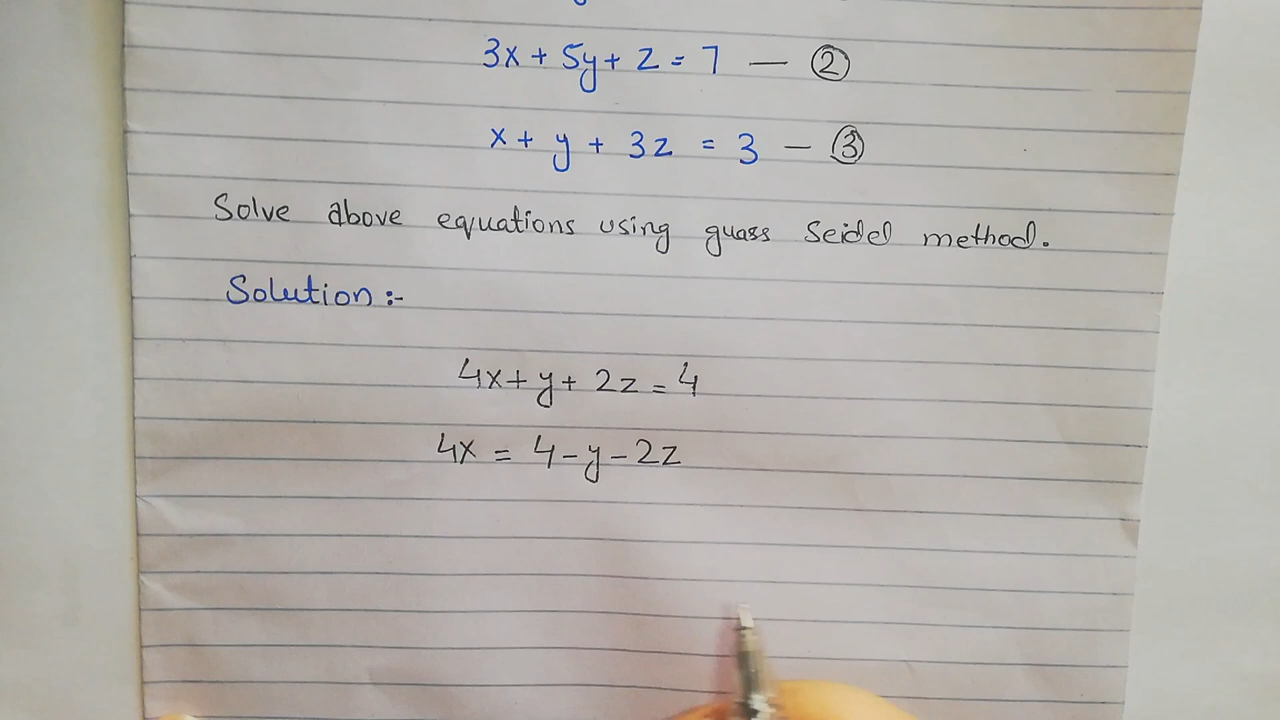 3x + 5y + z = 7 — ②
x + y + 3z = 3 — ③
Solve above equations using guass Seidel method.
Solution :-
4x + y + 2z = 4
4x = 4 - y - 2z